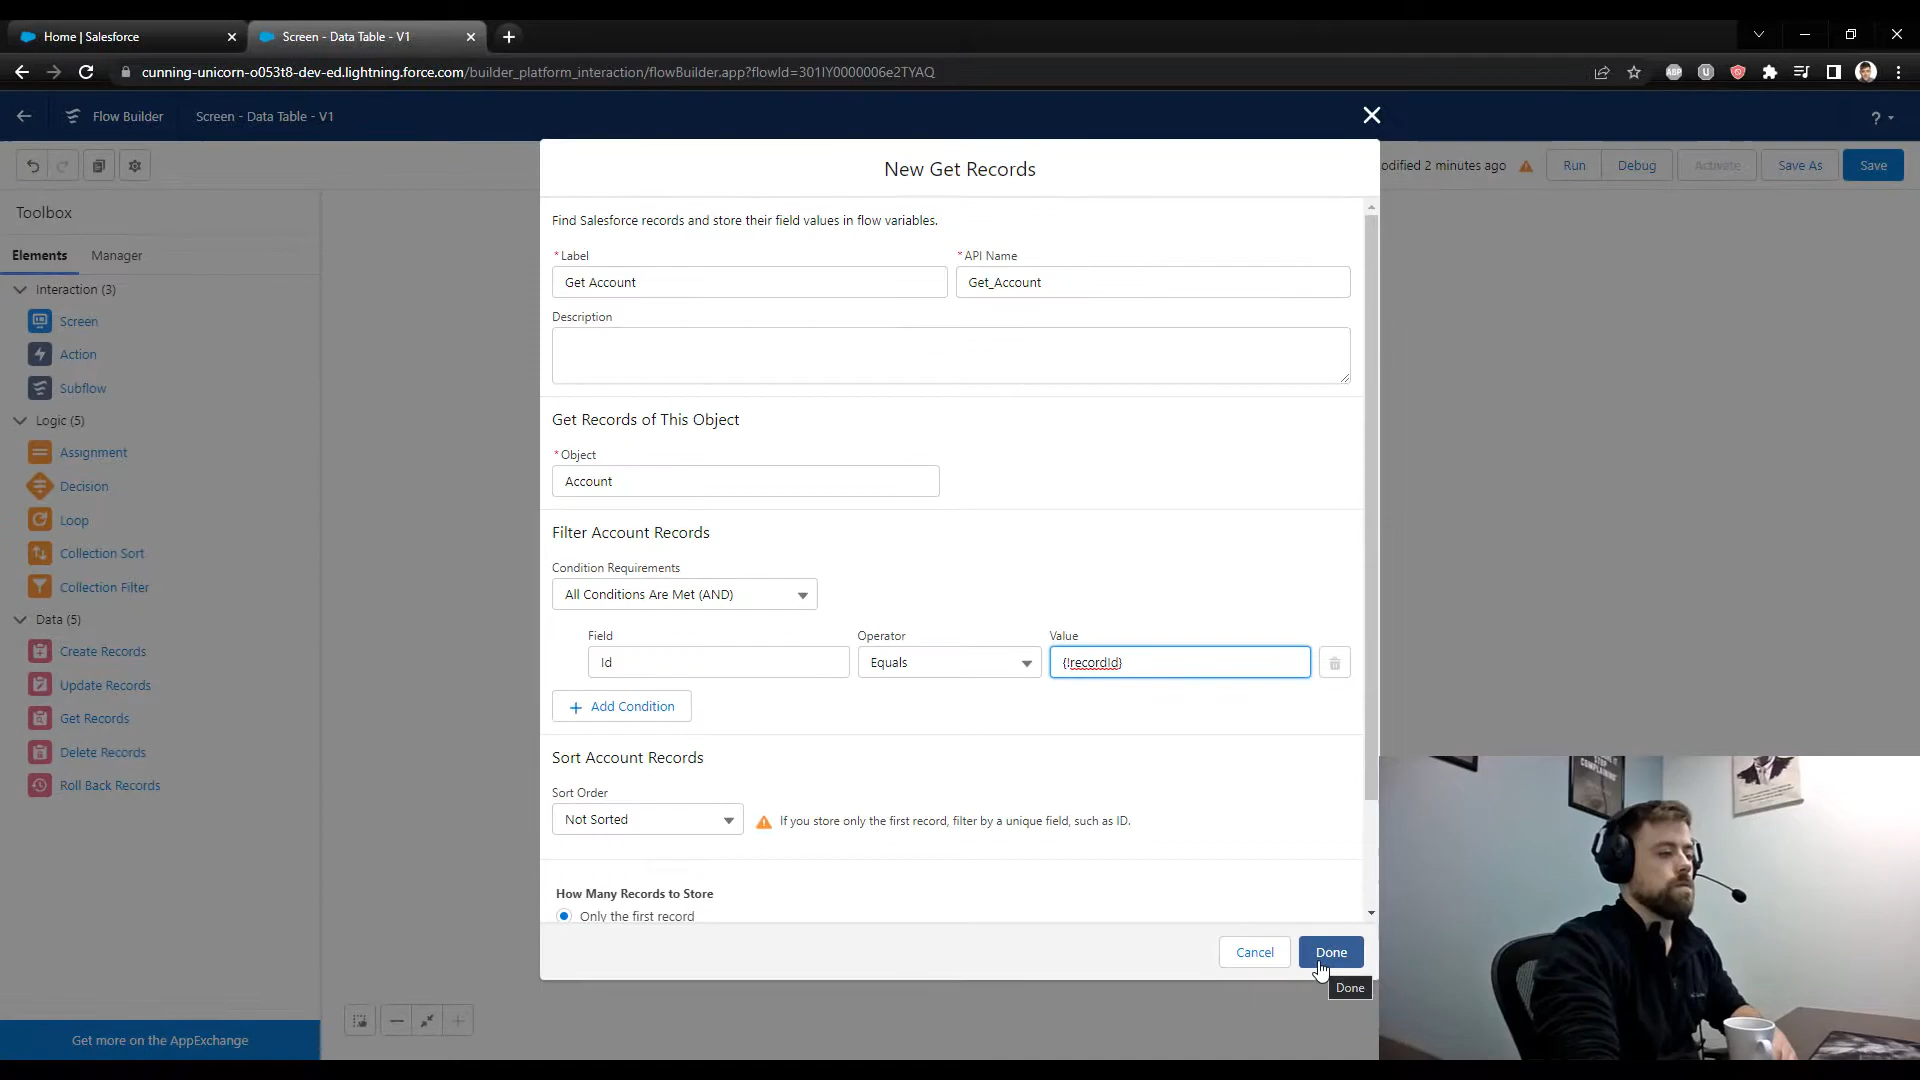 Home | Salesforce
Screen - Data Table - V1
cunning-unicorn-o053t8-dev-ed.lightning.force.com/builder_platform_interaction/flowBuilder.app?flowId=301IY0000006e2TYAQ
ABP
U
Flow Builder
Screen - Data Table - V1
?
New Get Records
odified 2 minutes ago
Run
Debug
Activate
Save As
Save
Toolbox
Elements
Manager
Interaction (3)
Screen
Action
Subflow
Logic (5)
Assignment
Decision
Loop
Collection Sort
Collection Filter
Data (5)
Create Records
Update Records
Get Records
Delete Records
Roll Back Records
Get more on the AppExchange
Find Salesforce records and store their field values in flow variables.
*Label
*API Name
Get Account
Get_Account
Description
Get Records of This Object
*Object
Account
Filter Account Records
Condition Requirements
All Conditions Are Met (AND)
Field
Operator
Value
Id
Equals
{!recordId}
+ Add Condition
Sort Account Records
Sort Order
Not Sorted
If you store only the first record, filter by a unique field, such as ID.
How Many Records to Store
Only the first record
Cancel
Done
Done
STOP
COMPLAINING